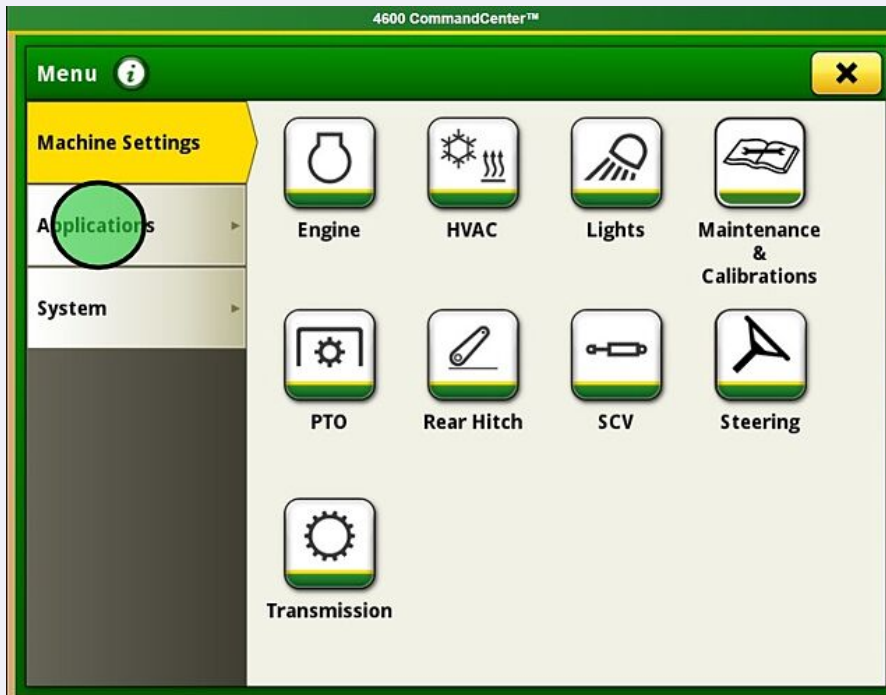 4600 CommandCenter™
Menu
Machine Settings
Applications
System
Engine
HVAC
Lights
Maintenance
&
Calibrations
PTO
Rear Hitch
SCV
Steering
Transmission